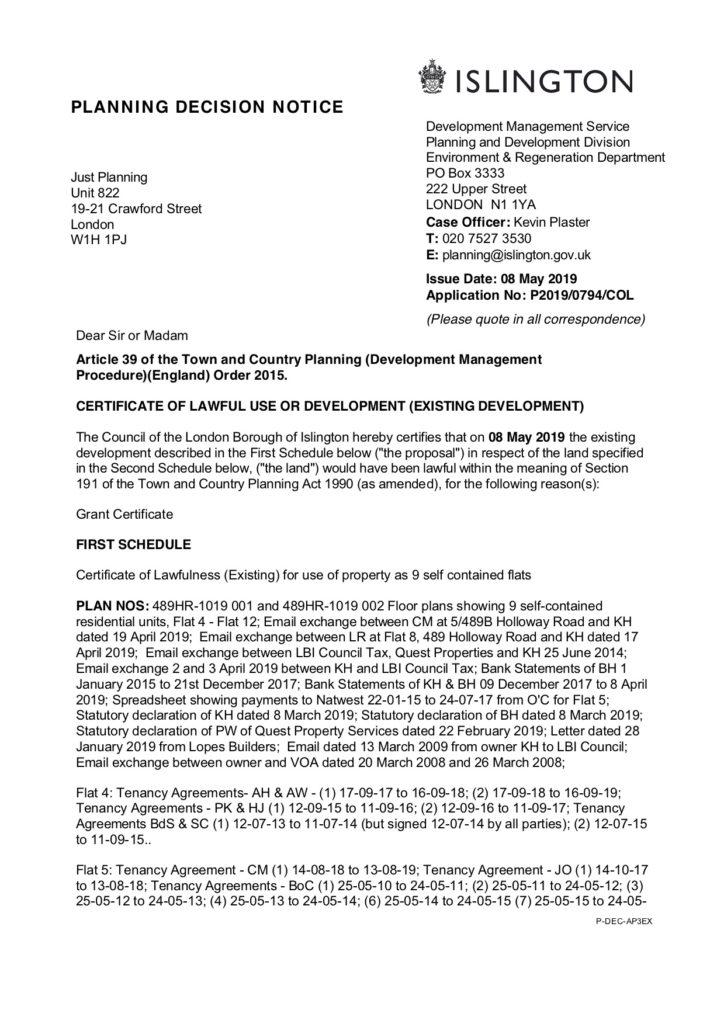 ISLINGTON
PLANNING DECISION NOTICE
Development Management Service
Planning and Development Division
Environment & Regeneration Department
PO Box 3333
222 Upper Street
LONDON N1 1YA
Case Officer: Kevin Plaster
T: 020 7527 3530
E: planning@islington.gov.uk
Issue Date: 08 May 2019
Application No: P2019/0794/COL
(Please quote in all correspondence)
Just Planning
Unit 822
19-21 Crawford Street
London
W1H 1PJ
Dear Sir or Madam
Article 39 of the Town and Country Planning (Development Management
Procedure)(England) Order 2015.
CERTIFICATE OF LAWFUL USE OR DEVELOPMENT (EXISTING DEVELOPMENT)
The Council of the London Borough of Islington hereby certifies that on 08 May 2019 the existing
development described in the First Schedule below ("the proposal") in respect of the land specified
in the Second Schedule below, ("the land") would have been lawful within the meaning of Section
191 of the Town and Country Planning Act 1990 (as amended), for the following reason(s):
Grant Certificate
FIRST SCHEDULE
Certificate of Lawfulness (Existing) for use of property as 9 self contained flats
PLAN NOS: 489HR-1019 001 and 489HR-1019 002 Floor plans showing 9 self-contained
residential units, Flat 4 - Flat 12; Email exchange between CM at 5/489B Holloway Road and KH
dated 19 April 2019; Email exchange between LR at Flat 8, 489 Holloway Road and KH dated 17
April 2019; Email exchange between LBI Council Tax, Quest Properties and KH 25 June 2014;
Email exchange 2 and 3 April 2019 between KH and LBI Council Tax; Bank Statements of BH 1
January 2015 to 21st December 2017; Bank Statements of KH & BH 09 December 2017 to 8 April
2019; Spreadsheet showing payments to Natwest 22-01-15 to 24-07-17 from O'C for Flat 5;
Statutory declaration of KH dated 8 March 2019; Statutory declaration of BH dated 8 March 2019;
Statutory declaration of PW of Quest Property Services dated 22 February 2019; Letter dated 28
January 2019 from Lopes Builders; Email dated 13 March 2009 from owner KH to LBI Council;
Email exchange between owner and VOA dated 20 March 2008 and 26 March 2008;
Flat 4: Tenancy Agreements- AH & AW - (1) 17-09-17 to 16-09-18; (2) 17-09-18 to 16-09-19;
Tenancy Agreements - PK & HJ (1) 12-09-15 to 11-09-16; (2) 12-09-16 to 11-09-17; Tenancy
Agreements BdS & SC (1) 12-07-13 to 11-07-14 (but signed 12-07-14 by all parties); (2) 12-07-15
to 11-09-15..
Flat 5: Tenancy Agreement - CM (1) 14-08-18 to 13-08-19; Tenancy Agreement - JO (1) 14-10-17
to 13-08-18; Tenancy Agreements - BoC (1) 25-05-10 to 24-05-11; (2) 25-05-11 to 24-05-12; (3)
25-05-12 to 24-05-13; (4) 25-05-13 to 24-05-14; (6) 25-05-14 to 24-05-15 (7) 25-05-15 to 24-05-
P-DEC-AP3EX